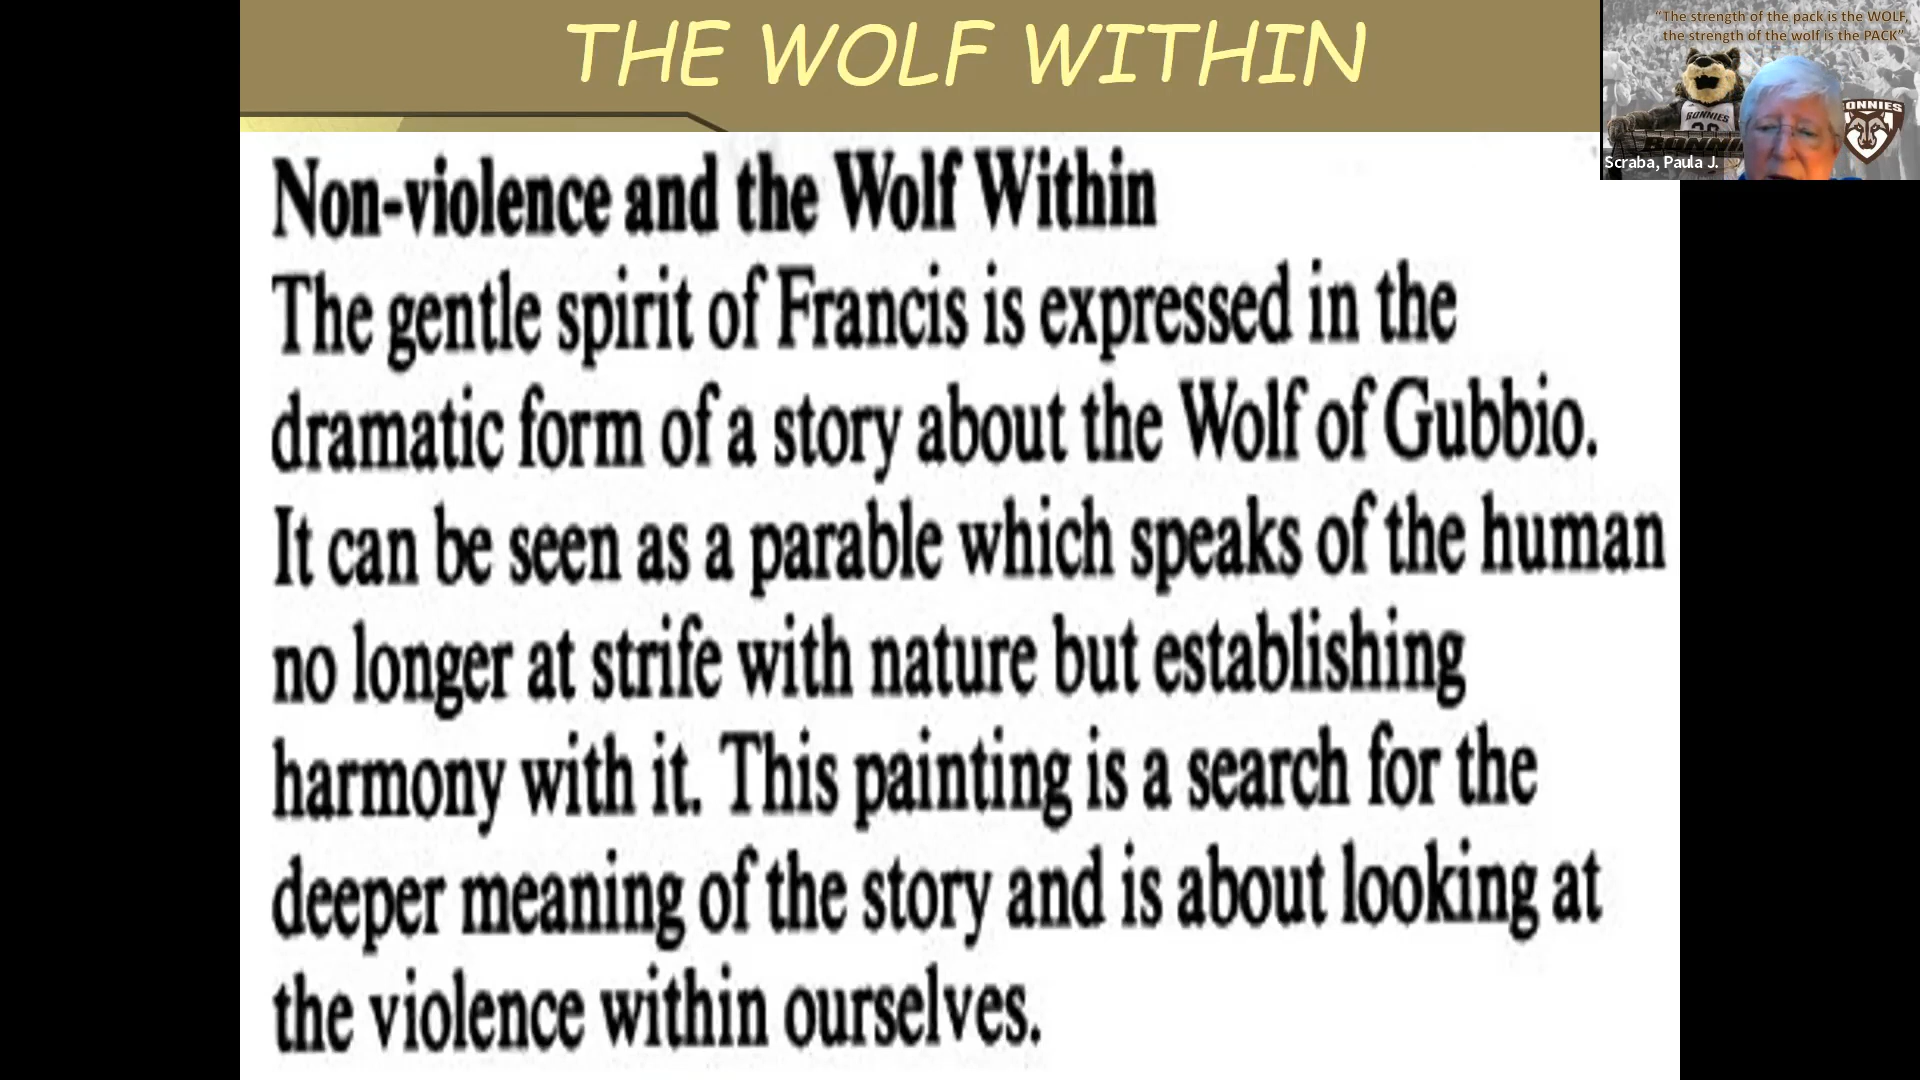 THE WOLF WITHIN
"The strength of the pack is the WOLF,
the strength of the wolf is the PACK"
BONNIES
ONNIES
BONNI
Scraba, Paula J.
Non-violence and the Wolf Within
The gentle spirit of Francis is expressed in the
dramatic form of a story about the Wolf of Gubbio.
It can be seen as a parable which speaks of the human
no longer at strife with nature but establishing
harmony with it. This painting is a search for the
deeper meaning of the story and is about looking at
the violence within ourselves.